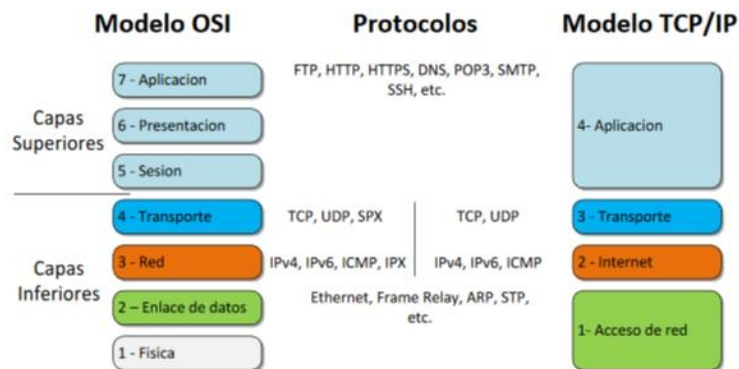 Modelo OSI
Protocolos
Modelo TCP/IP
Capas
Superiores
7 - Aplicacion
6 - Presentacion
5 - Sesion
FTP, HTTP, HTTPS, DNS, POP3, SMTP,
SSH, etc.
4- Aplicacion
Capas
Inferiores
4 - Transporte
TCP, UDP, SPX
TCP, UDP
3 - Transporte
3 - Red
IPv4, IPv6, ICMP, IPX
IPv4, IPv6, ICMP
2 - Internet
2 – Enlace de datos
Ethernet, Frame Relay, ARP, STP,
etc.
1- Acceso de red
1 - Fisica